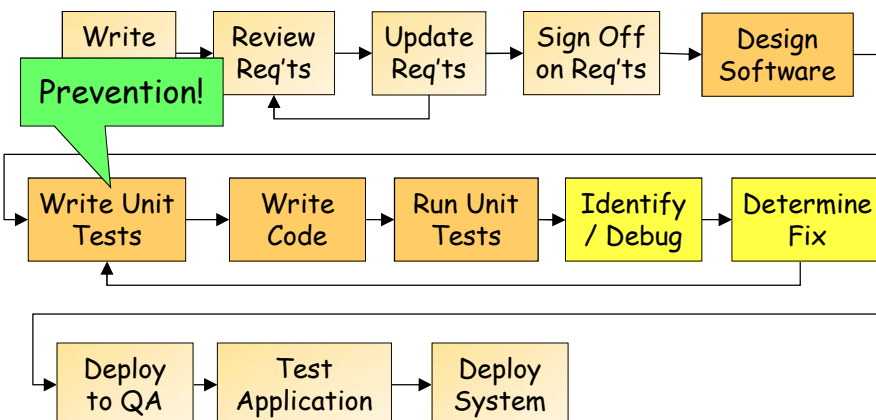 Write
Review
Req'ts
Update
Req'ts
Sign Off
on Req'ts
Design
Software
Prevention!
Write Unit
Tests
Write
Code
Run Unit
Tests
Identify
/ Debug
Determine
Fix
Deploy
to QA
Test
Application
Deploy
System